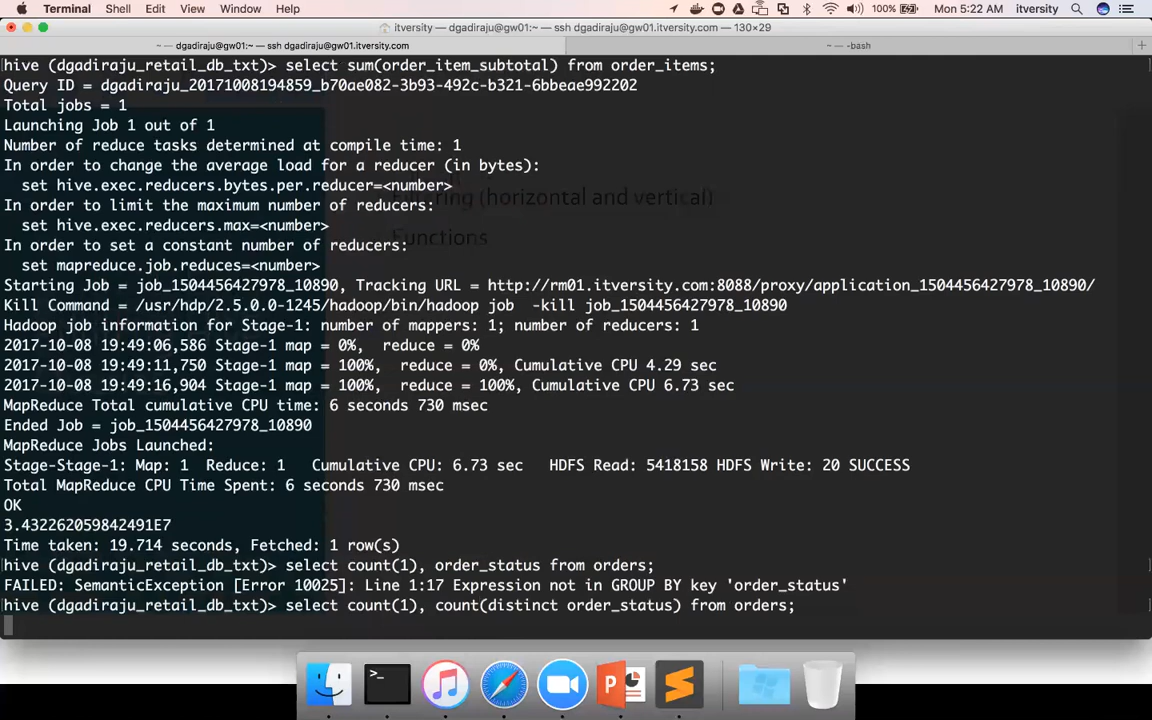 Terminal Shell Edit View Window Help 100% Mon 5:22 AM itversity
itversity — dgadiraju@gw01:~ — ssh dgadiraju@gw01.itversity.com — 130×29
~ — dgadiraju@gw01:~ — ssh dgadiraju@gw01.itversity.com
~ — -bash
hive (dgadiraju_retail_db_txt)> select sum(order_item_subtotal) from order_items;
Query ID = dgadiraju_20171008194859_b70ae082-3b93-492c-b321-6bbeae992202
Total jobs = 1
Launching Job 1 out of 1
Number of reduce tasks determined at compile time: 1
In order to change the average load for a reducer (in bytes):
set hive.exec.reducers.bytes.per.reducer=<number>
(horizontal and vertical)
In order to limit the maximum number of reducers:
set hive.exec.reducers.max=<number>
Functions
In order to set a constant number of reducers:
set mapreduce.job.reduces=<number>
Starting Job = job_1504456427978_10890, Tracking URL = http://rm01.itversity.com:8088/proxy/application_1504456427978_10890/
Kill Command = /usr/hdp/2.5.0.0-1245/hadoop/bin/hadoop job  -kill job_1504456427978_10890
Hadoop job information for Stage-1: number of mappers: 1; number of reducers: 1
2017-10-08 19:49:06,586 Stage-1 map = 0%,  reduce = 0%
2017-10-08 19:49:11,750 Stage-1 map = 100%,  reduce = 0%, Cumulative CPU 4.29 sec
2017-10-08 19:49:16,904 Stage-1 map = 100%,  reduce = 100%, Cumulative CPU 6.73 sec
MapReduce Total cumulative CPU time: 6 seconds 730 msec
Ended Job = job_1504456427978_10890
MapReduce Jobs Launched:
Stage-Stage-1: Map: 1  Reduce: 1   Cumulative CPU: 6.73 sec   HDFS Read: 5418158 HDFS Write: 20 SUCCESS
Total MapReduce CPU Time Spent: 6 seconds 730 msec
OK
3.432262059842491E7
Time taken: 19.714 seconds, Fetched: 1 row(s)
hive (dgadiraju_retail_db_txt)> select count(1), order_status from orders;
FAILED: SemanticException [Error 10025]: Line 1:17 Expression not in GROUP BY key 'order_status'
hive (dgadiraju_retail_db_txt)> select count(1), count(distinct order_status) from orders;